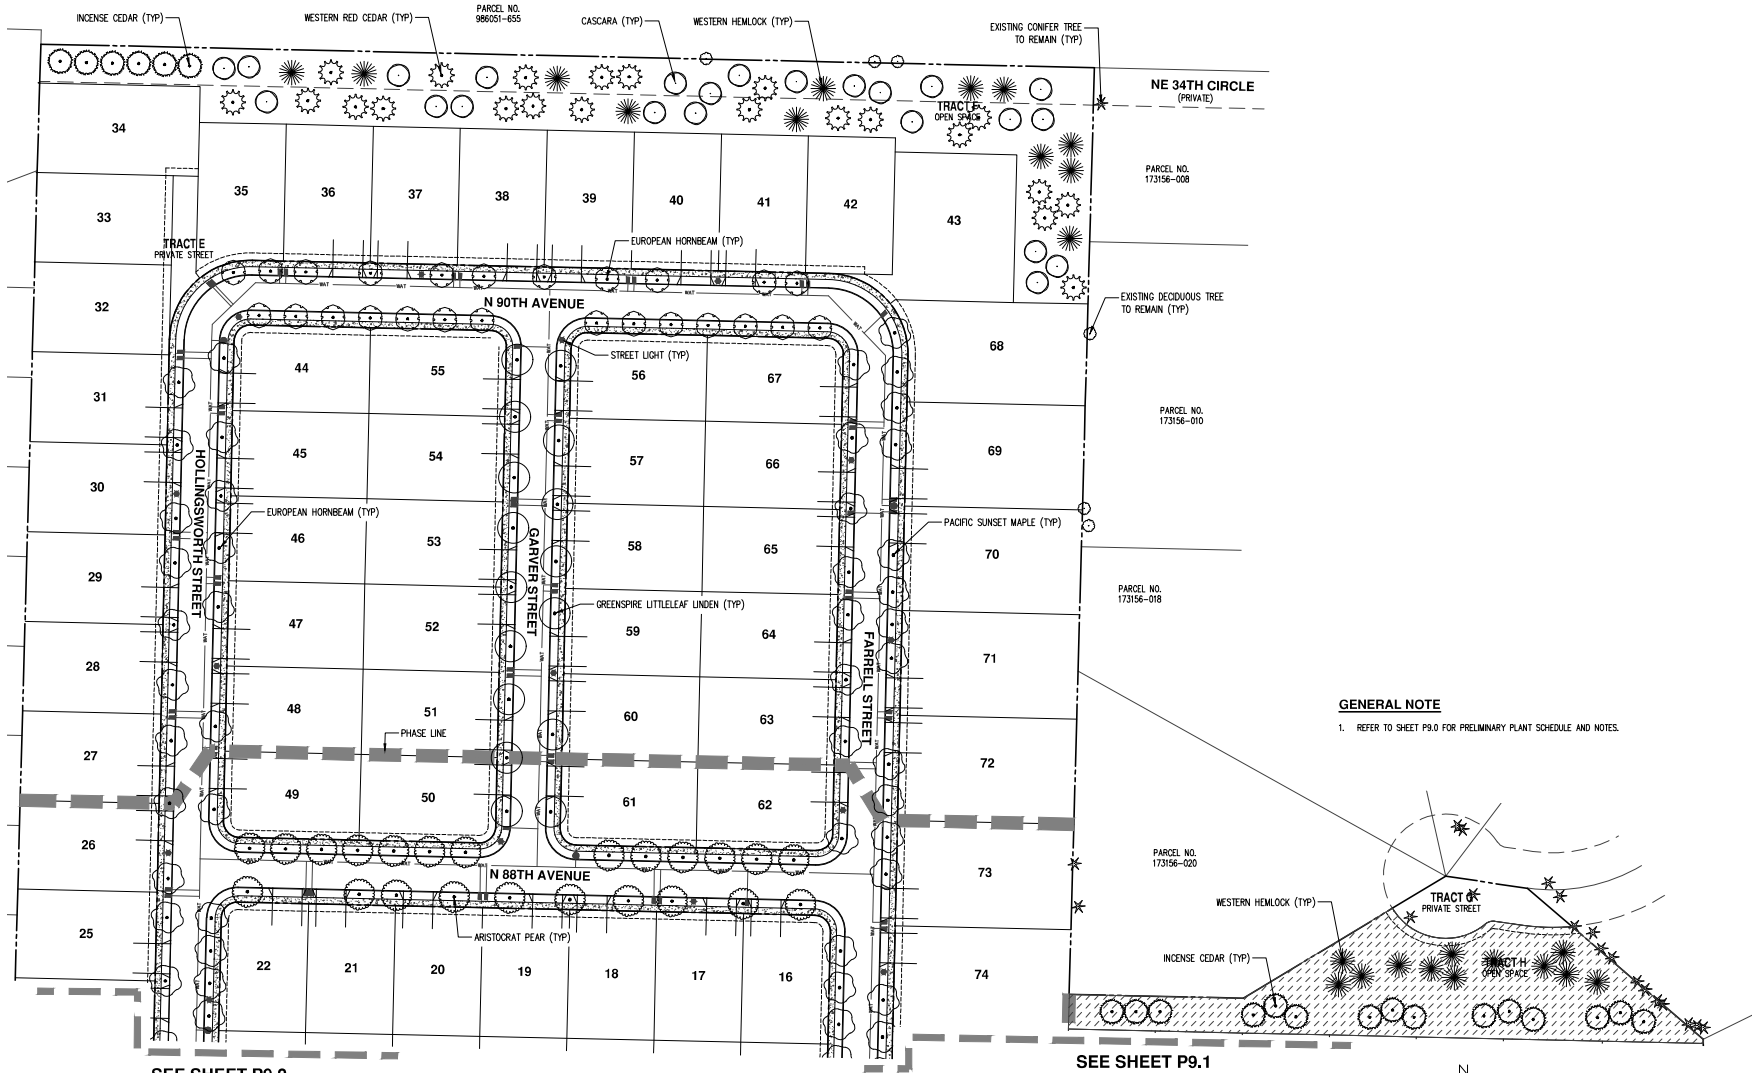 PARCEL NO.
986051-655
INCENSE CEDAR (TYP)
WESTERN RED CEDAR (TYP)
CASCARA (TYP)
WESTERN HEMLOCK (TYP)
EXISTING CONIFER TREE
TO REMAIN (TYP)
NE 34TH CIRCLE
(PRIVATE)
OPEN SPACE
34
PARCEL NO.
173156-008
35
36
37
38
39
40
41
42
43
33
TRACT E
PRIVATE STREET
EUROPEAN HORNBEAM (TYP)
WAT
N 90TH AVENUE
EXISTING DECIDUOUS TREE
TO REMAIN (TYP)
32
STREET LIGHT (TYP)
68
44
55
56
67
31
PARCEL NO.
173156-010
45
54
57
66
69
30
HOLLINGSWORTH STREET
EUROPEAN HORNBEAM (TYP)
PACIFIC SUNSET MAPLE (TYP)
46
53
GARVER STREET
58
65
70
29
PARCEL NO.
173156-018
GREENSPIRE LITTLELEAF LINDEN (TYP)
47
52
59
64
FARRELL STREET
71
28
48
51
60
63
GENERAL NOTE
1. REFER TO SHEET P9.0 FOR PRELIMINARY PLANT SCHEDULE AND NOTES.
PHASE LINE
27
72
49
50
61
62
26
PARCEL NO.
173156-020
N 88TH AVENUE
73
TRACT G
PRIVATE STREET
WESTERN HEMLOCK (TYP)
25
ARISTOCRAT PEAR (TYP)
INCENSE CEDAR (TYP)
TRACT H
OPEN SPACE
22
21
20
19
18
17
16
74
SEE SHEET P9.1
N